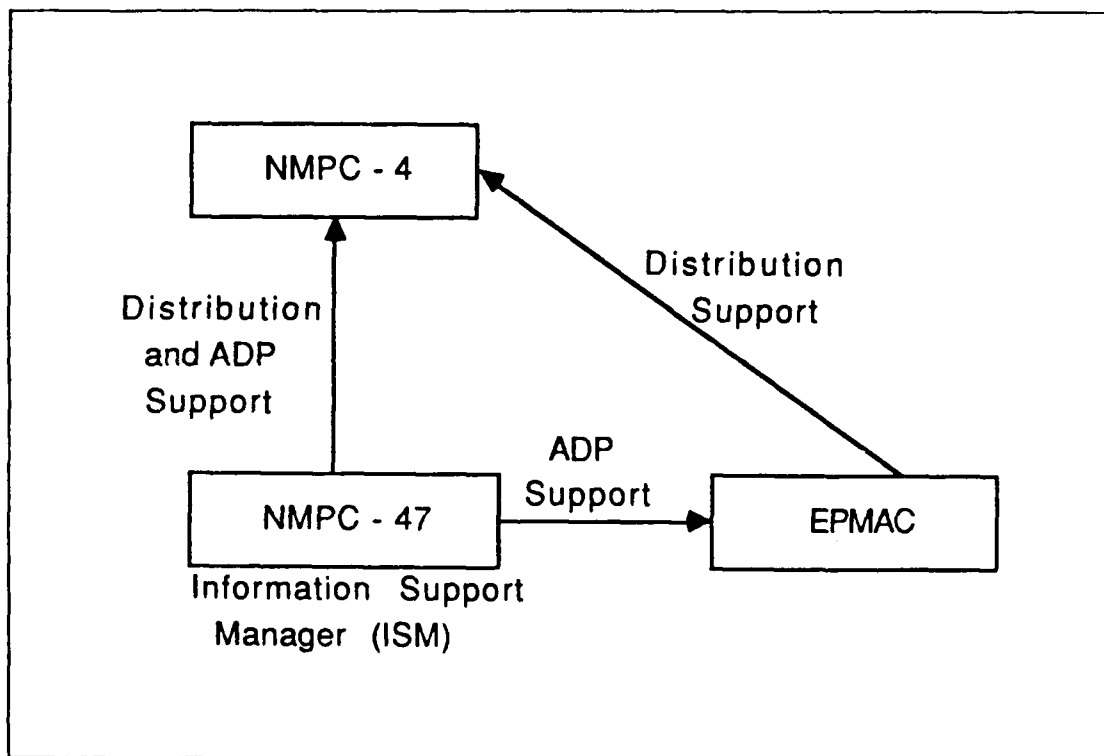 NMPC - 4
Distribution
Support
Distribution
and ADP
Support
ADP
Support
NMPC - 47
EPMAC
Information Support
Manager (ISM)